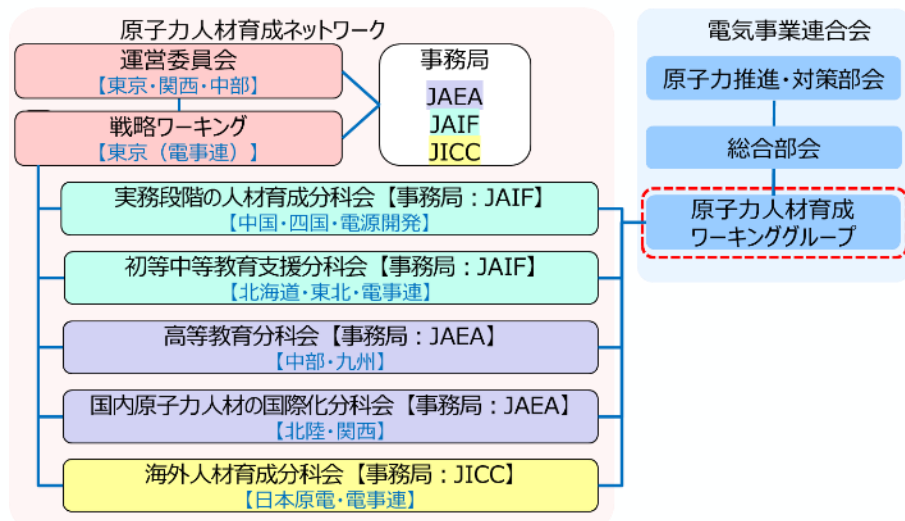 原子力人材育成ネットワーク
運営委員会
【東京・関西・中部】
戦略ワーキング
【東京（電事連）】
事務局
JAEA
JAIF
JICC
実務段階の人材育成分科会【事務局：JAIF】
【中国・四国・電源開発】
初等中等教育支援分科会【事務局：JAIF】
【北海道・東北・電事連】
高等教育分科会【事務局：JAEA】
【中部・九州】
国内原子力人材の国際化分科会【事務局：JAEA】
【北陸・関西】
海外人材育成分科会【事務局：JICC】
【日本原電・電事連】
電気事業連合会
原子力推進・対策部会
総合部会
原子力人材育成
ワーキンググループ